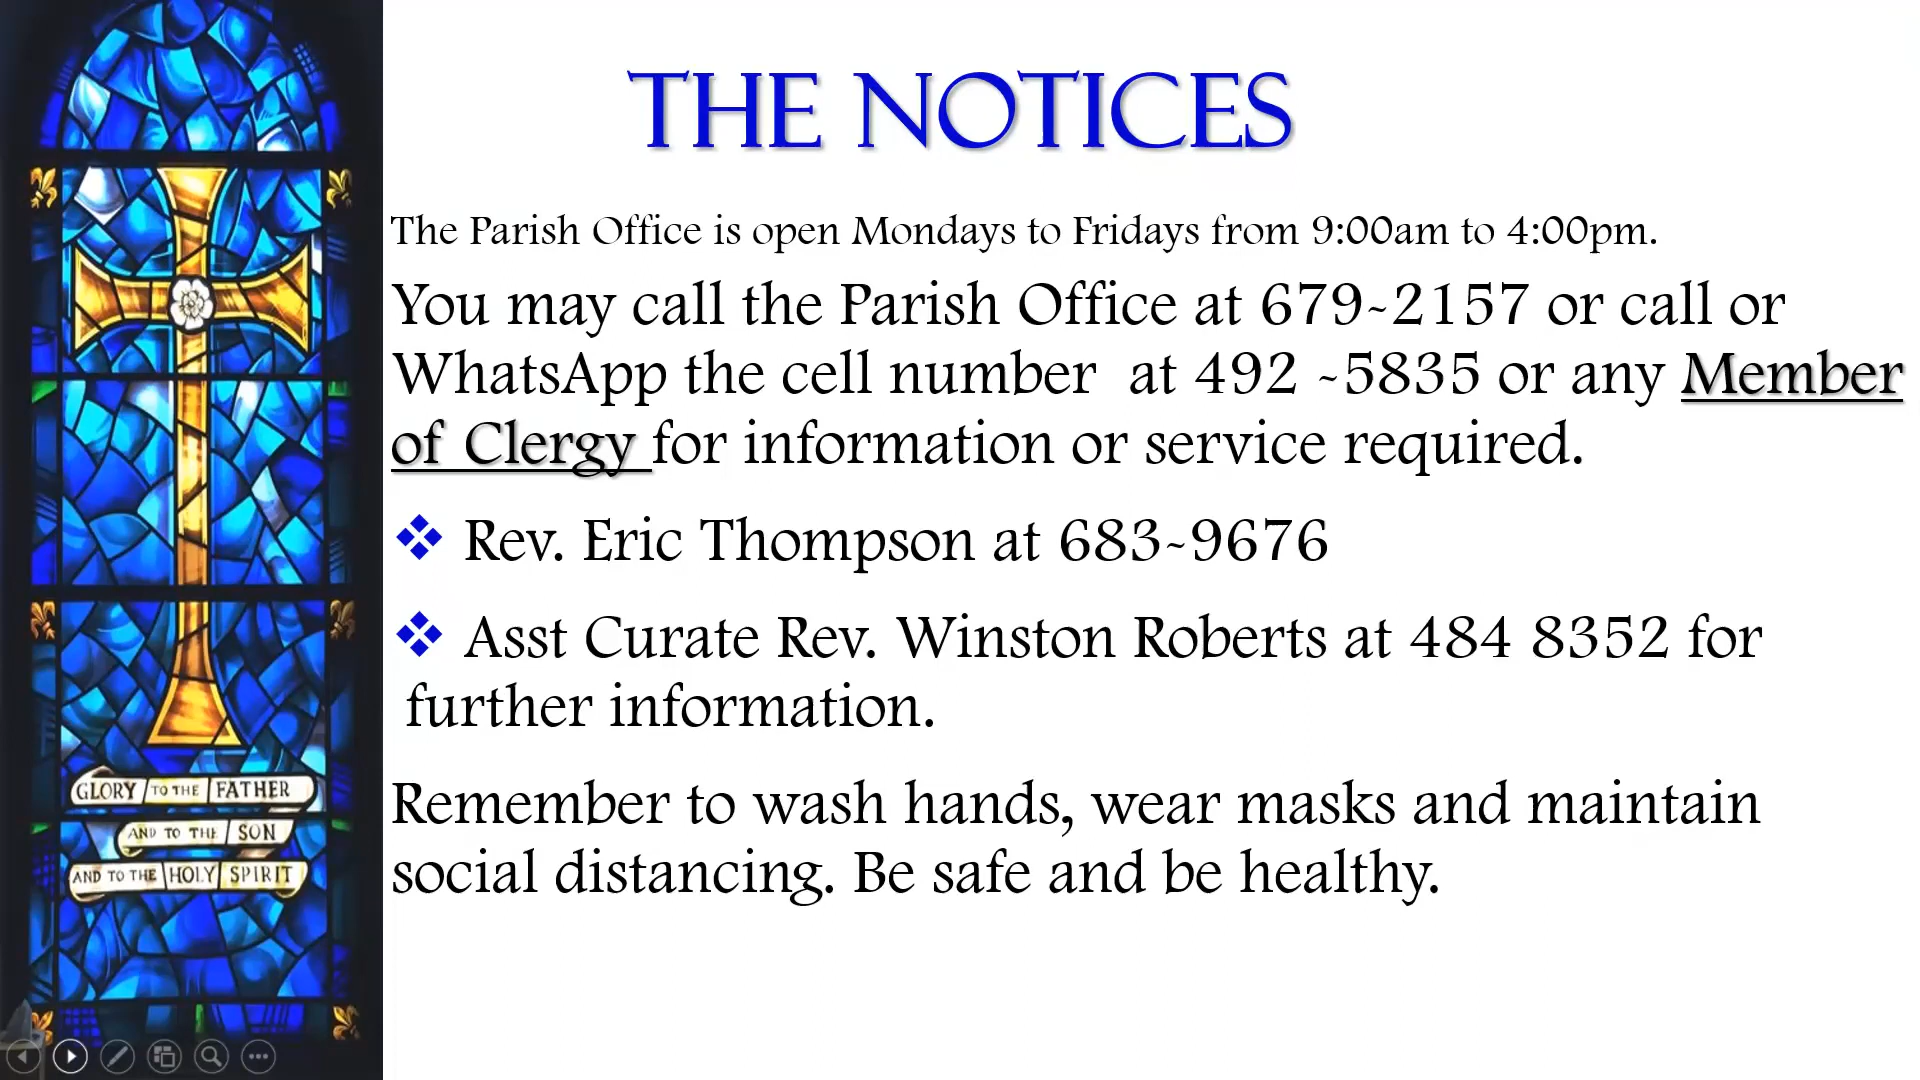 THE NOTICES
The Parish Office is open Mondays to Fridays from 9:00am to 4:00pm.
You may call the Parish Office at 679-2157 or call or
WhatsApp the cell number at 492 -5835 or any Member
of Clergy for information or service required.
Rev. Eric Thompson at 683-9676
Asst Curate Rev. Winston Roberts at 484 8352 for
further information.
Remember to wash hands, wear masks and maintain
social distancing. Be safe and be healthy.
GLORY TO THE FATHER
AND TO THE SON
AND TO THE HOLY SPIRIT